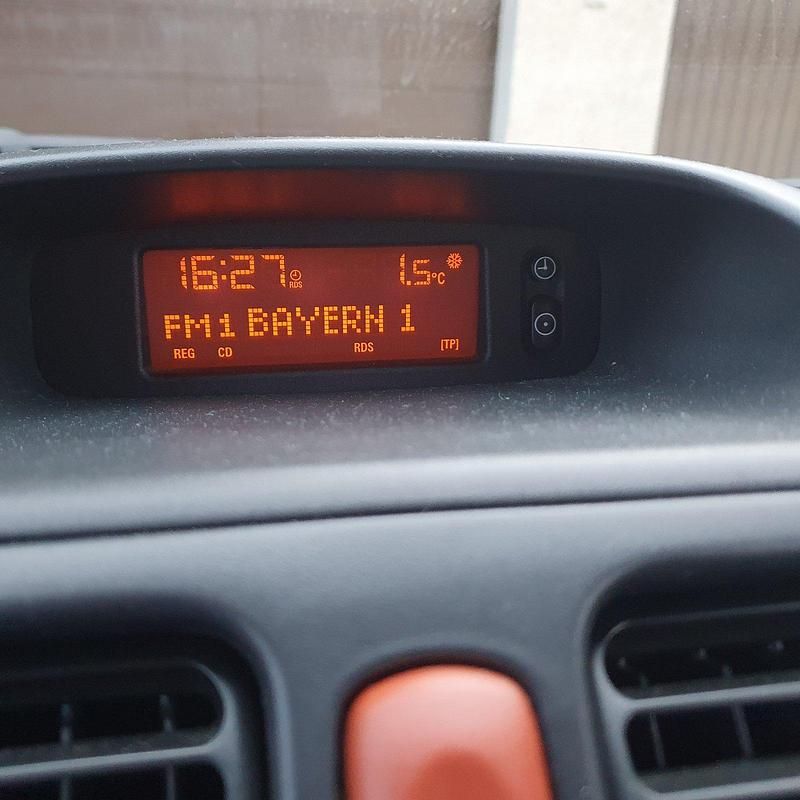 16:27 RDS 1.5°C
FM1 BAYERN 1
REG CD RDS [TP]